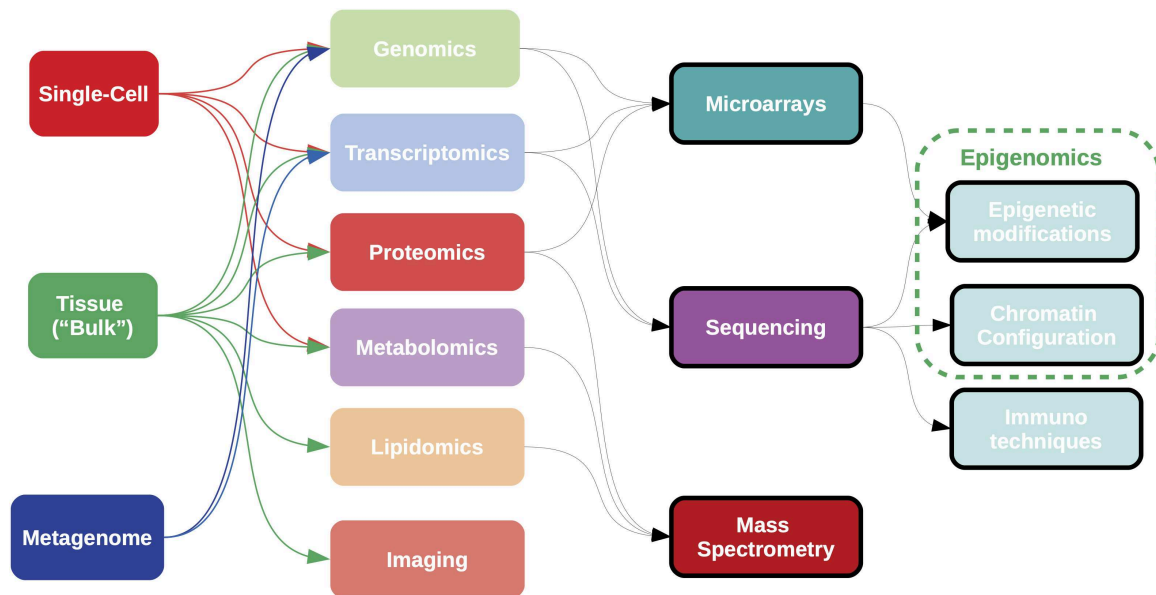 Single-Cell
Tissue
(“Bulk”)
Metagenome
Genomics
Transcriptomics
Proteomics
Metabolomics
Lipidomics
Imaging
Microarrays
Sequencing
Mass
Spectrometry
Epigenomics
Epigenetic
modifications
Chromatin
Configuration
Immuno
techniques